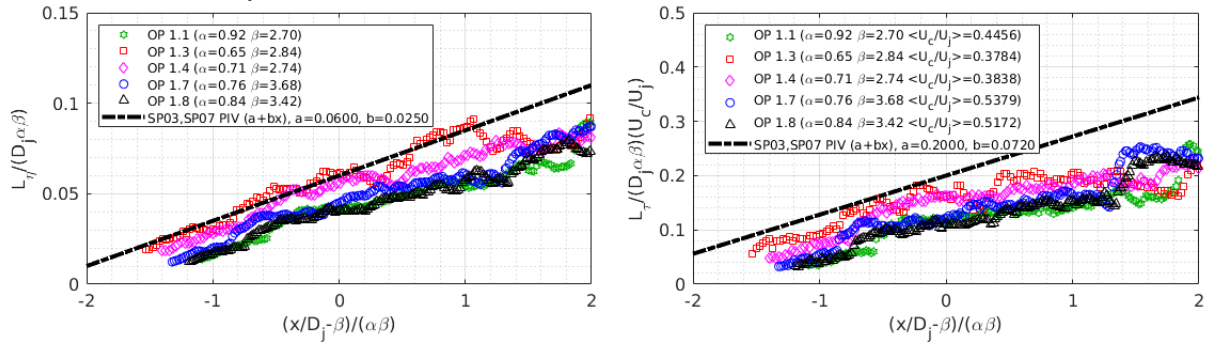 0.15
0.1
0.05
0
L_η/(D_jαβ)
OP 1.1 (α=0.92 β=2.70)
OP 1.3 (α=0.65 β=2.84)
OP 1.4 (α=0.71 β=2.74)
OP 1.7 (α=0.76 β=3.68)
OP 1.8 (α=0.84 β=3.42)
SP03,SP07 PIV (a+bx), a=0.0600, b=0.0250
-2
-1
0
1
2
(x/D_j-β)/(αβ)
0.5
0.4
0.3
0.2
0.1
0
L_τ/(D_jαβ)(U_c/U_j)
OP 1.1 (α=0.92 β=2.70 <U_c/U_j>=0.4456)
OP 1.3 (α=0.65 β=2.84 <U_c/U_j>=0.3784)
OP 1.4 (α=0.71 β=2.74 <U_c/U_j>=0.3838)
OP 1.7 (α=0.76 β=3.68 <U_c/U_j>=0.5379)
OP 1.8 (α=0.84 β=3.42 <U_c/U_j>=0.5172)
SP03,SP07 PIV (a+bx), a=0.2000, b=0.0720
-2
-1
0
1
2
(x/D_j-β)/(αβ)